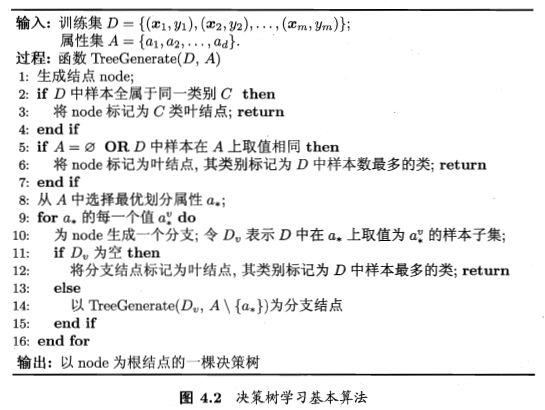 输入: 训练集 D = {(x₁, y₁), (x₂, y₂), . . . , (xₘ, yₘ)};
属性集 A = {a₁, a₂, . . . , a_d}.
过程: 函数 TreeGenerate(D, A)
1: 生成结点 node;
2: if D 中样本全属于同一类别 C then
3: 将 node 标记为 C 类叶结点; return
4: end if
5: if A = ∅ OR D 中样本在 A 上取值相同 then
6: 将 node 标记为叶结点, 其类别标记为 D 中样本数最多的类; return
7: end if
8: 从 A 中选择最优划分属性 a_*;
9: for a_* 的每一个值 a_*^v do
10: 为 node 生成一个分支; 令 D_v 表示 D 中在 a_* 上取值为 a_*^v 的样本子集;
11: if D_v 为空 then
12: 将分支结点标记为叶结点, 其类别标记为 D 中样本最多的类; return
13: else
14: 以 TreeGenerate(D_v, A \ {a_*})为分支结点
15: end if
16: end for
输出: 以 node 为根结点的一棵决策树
图 4.2 决策树学习基本算法